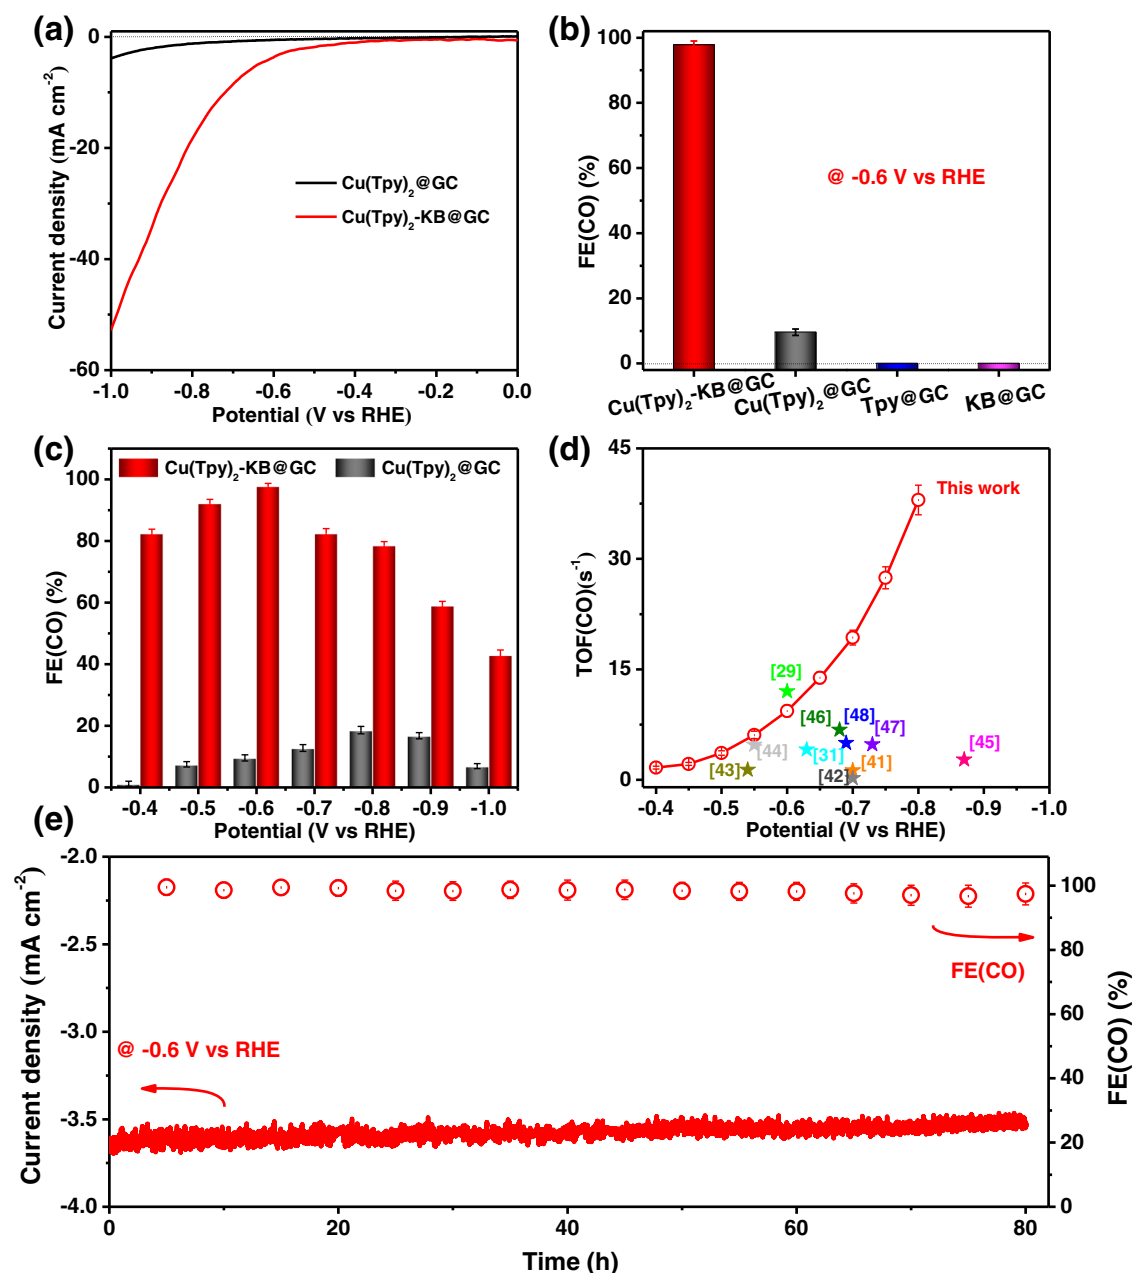 (a)
0
-20
-40
-60
Current density (mA cm-2)
Cu(Tpy)2@GC
Cu(Tpy)2-KB@GC
-1.0 -0.8 -0.6 -0.4 -0.2 0.0
Potential (V vs RHE)
(b)
100
80
60
40
20
0
FE(CO) (%)
@ -0.6 V vs RHE
Cu(Tpy)2-KB@GC Cu(Tpy)2@GC Tpy@GC KB@GC
(c)
Cu(Tpy)2-KB@GC Cu(Tpy)2@GC
100
80
60
40
20
0
FE(CO) (%)
-0.4 -0.5 -0.6 -0.7 -0.8 -0.9 -1.0
Potential (V vs RHE)
(d)
45
30
15
0
TOF(CO)(s-1)
This work
[29]
[46] [48] [47]
[44] [31] [45]
[43] [42] [41]
-0.4 -0.5 -0.6 -0.7 -0.8 -0.9 -1.0
Potential (V vs RHE)
(e)
-2.0
-2.5
-3.0
-3.5
-4.0
Current density (mA cm-2)
@ -0.6 V vs RHE
FE(CO)
100
80
60
40
20
0
FE(CO) (%)
0 20 40 60 80
Time (h)